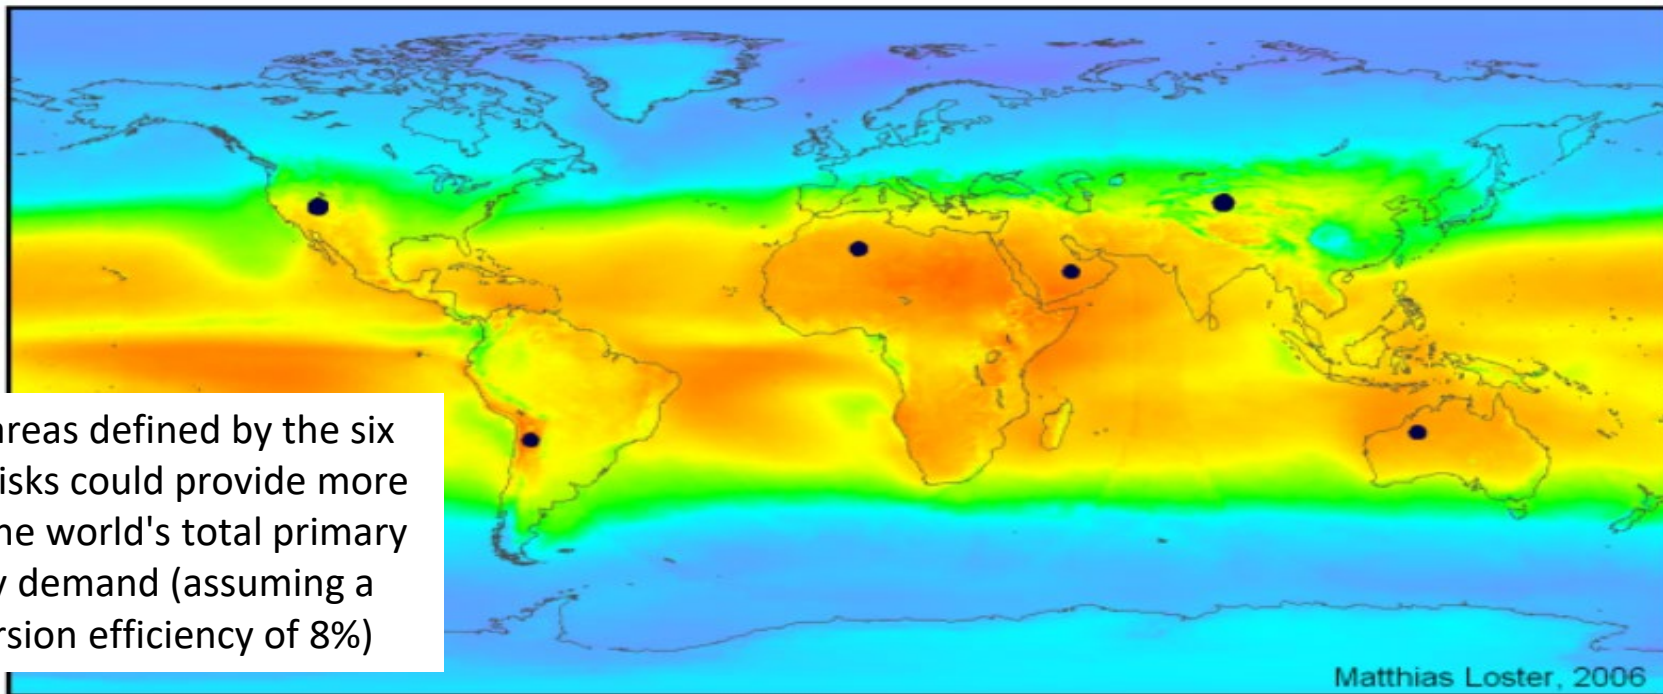 areas defined by the six
isks could provide more
he world's total primary
y demand (assuming a
rsion efficiency of 8%)
Matthias Loster, 2006